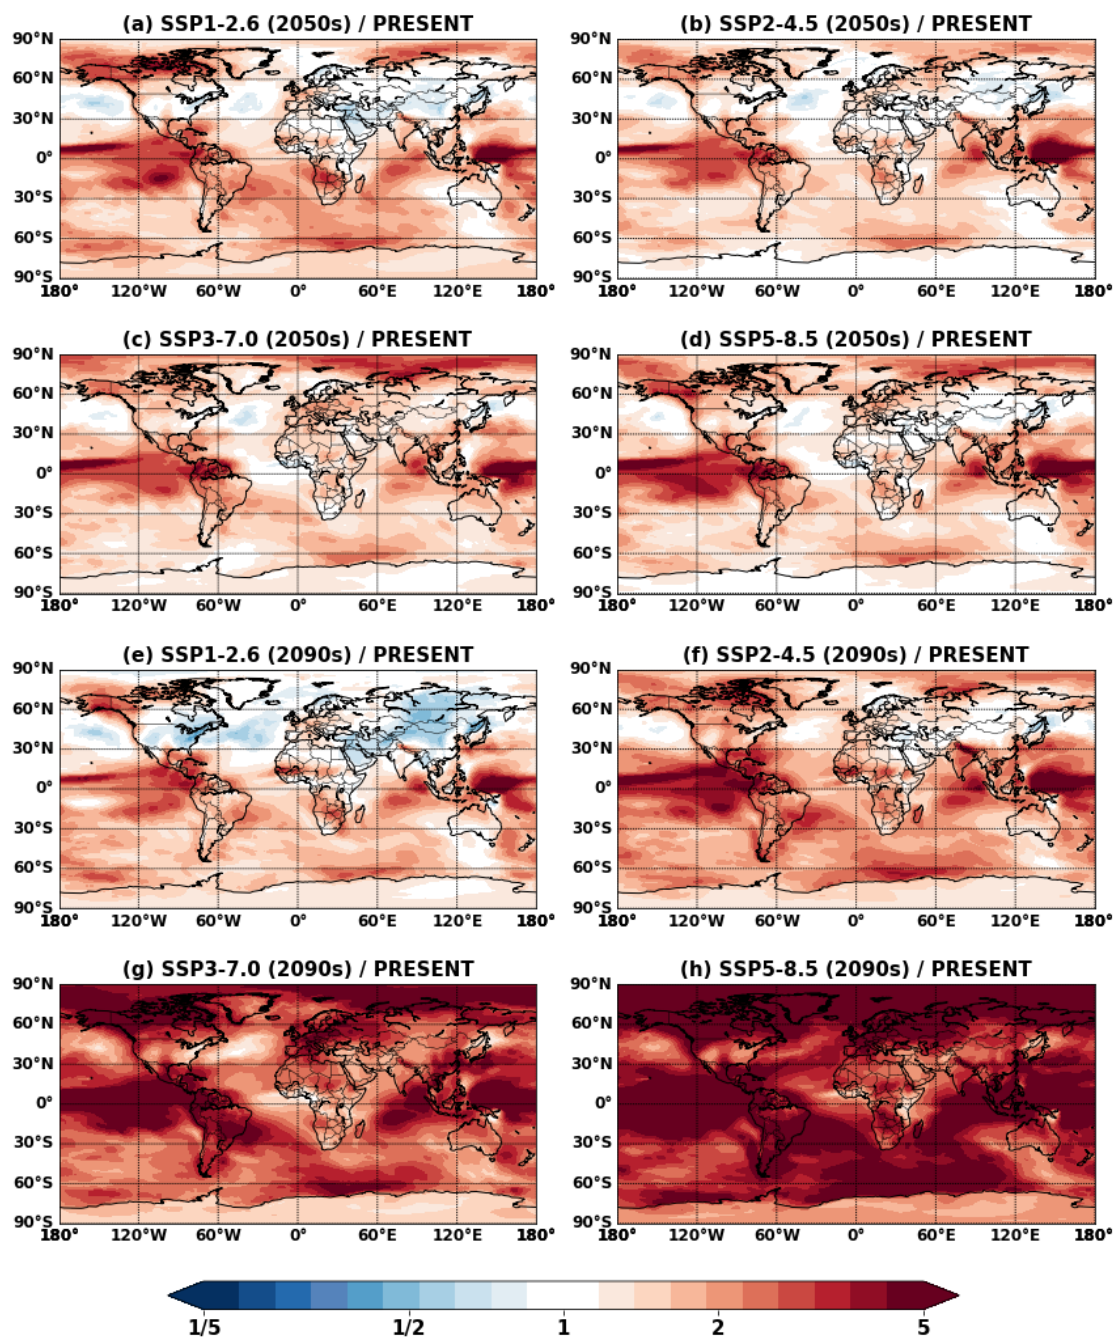 (a) SSP1-2.6 (2050s) / PRESENT
90°N
60°N
30°N
0°
30°S
60°S
90°S
180° 120°W 60°W 0° 60°E 120°E 180°
(b) SSP2-4.5 (2050s) / PRESENT
90°N
60°N
30°N
0°
30°S
60°S
90°S
180° 120°W 60°W 0° 60°E 120°E 180°
(c) SSP3-7.0 (2050s) / PRESENT
90°N
60°N
30°N
0°
30°S
60°S
90°S
180° 120°W 60°W 0° 60°E 120°E 180°
(d) SSP5-8.5 (2050s) / PRESENT
90°N
60°N
30°N
0°
30°S
60°S
90°S
180° 120°W 60°W 0° 60°E 120°E 180°
(e) SSP1-2.6 (2090s) / PRESENT
90°N
60°N
30°N
0°
30°S
60°S
90°S
180° 120°W 60°W 0° 60°E 120°E 180°
(f) SSP2-4.5 (2090s) / PRESENT
90°N
60°N
30°N
0°
30°S
60°S
90°S
180° 120°W 60°W 0° 60°E 120°E 180°
(g) SSP3-7.0 (2090s) / PRESENT
90°N
60°N
30°N
0°
30°S
60°S
90°S
180° 120°W 60°W 0° 60°E 120°E 180°
(h) SSP5-8.5 (2090s) / PRESENT
90°N
60°N
30°N
0°
30°S
60°S
90°S
180° 120°W 60°W 0° 60°E 120°E 180°
1/5 1/2 1 2 5